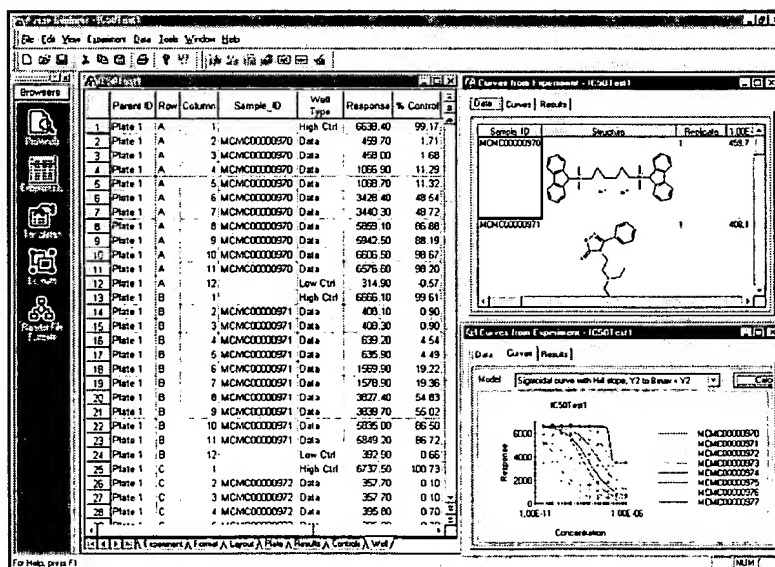 File Edit View Experiment Data Tools Window Help
IC50Test1
Curves from Experiment - IC50Test1
Browsers
Parent ID Row Column Sample_ID Well Type Response % Control
1 Plate 1 A 1 High Ctrl 6638.40 99.17
2 Plate 1 A 2 MCMC00000970 Data 459.70 1.71
3 Plate 1 A 3 MCMC00000970 Data 458.00 1.68
4 Plate 1 A 4 MCMC00000970 Data 1066.90 11.29
5 Plate 1 A 5 MCMC00000970 Data 1068.70 11.32
6 Plate 1 A 6 MCMC00000970 Data 3428.40 48.54
7 Plate 1 A 7 MCMC00000970 Data 3440.30 48.72
8 Plate 1 A 8 MCMC00000970 Data 5859.10 86.88
9 Plate 1 A 9 MCMC00000970 Data 5942.50 88.19
10 Plate 1 A 10 MCMC00000970 Data 6606.50 98.67
11 Plate 1 A 11 MCMC00000970 Data 6576.60 98.20
12 Plate 1 A 12 Low Ctrl 314.90 -0.57
13 Plate 1 B 1 High Ctrl 6666.10 99.61
14 Plate 1 B 2 MCMC00000971 Data 408.10 0.90
15 Plate 1 B 3 MCMC00000971 Data 408.30 0.90
16 Plate 1 B 4 MCMC00000971 Data 639.20 4.54
17 Plate 1 B 5 MCMC00000971 Data 635.90 4.49
18 Plate 1 B 6 MCMC00000971 Data 1569.90 19.22
19 Plate 1 B 7 MCMC00000971 Data 1578.90 19.36
20 Plate 1 B 8 MCMC00000971 Data 3827.40 54.83
21 Plate 1 B 9 MCMC00000971 Data 3839.70 55.02
22 Plate 1 B 10 MCMC00000971 Data 5835.00 86.50
23 Plate 1 B 11 MCMC00000971 Data 5849.20 86.72
24 Plate 1 B 12 Low Ctrl 392.90 0.66
25 Plate 1 C 1 High Ctrl 6737.50 100.73
26 Plate 1 C 2 MCMC00000972 Data 357.70 0.10
27 Plate 1 C 3 MCMC00000972 Data 357.70 0.10
28 Plate 1 C 4 MCMC00000972 Data 395.80 0.70
Experiment Format Layout Plate Results Controls Well
Data Curves Results
Sample ID Structure Replicate 1.00E
MCMC00000970 1 459.7
MCMC00000971 1 408.1
Curves from Experiment - IC50Test1
Data Curves Results
Model Sigmoidal curve with Hill slope, Y2 to Bmax + Y2 Calc
IC50Test1
Response
6000
4000
2000
0
1.00E-11 1.00E-06
Concentration
MCMC00000970
MCMC00000971
MCMC00000972
MCMC00000973
MCMC00000974
MCMC00000975
MCMC00000976
MCMC00000977
For Help, press F1
NUM